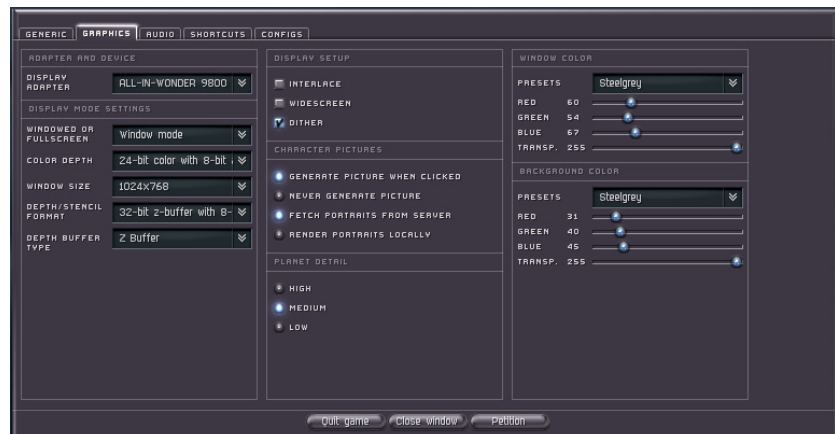 GENERIC GRAPHICS AUDIO SHORTCUTS CONFIGS
ADAPTER AND DEVICE
DISPLAY ADAPTER
ALL-IN-WONDER 9800
DISPLAY MODE SETTINGS
WINDOWED OR FULLSCREEN
Window mode
COLOR DEPTH
24-bit color with 8-bit
WINDOW SIZE
1024x768
DEPTH/STENCIL FORMAT
32-bit z-buffer with 8-
DEPTH BUFFER TYPE
Z Buffer
DISPLAY SETUP
INTERLACE
WIDESCREEN
DITHER
CHARACTER PICTURES
GENERATE PICTURE WHEN CLICKED
NEVER GENERATE PICTURE
FETCH PORTRAITS FROM SERVER
RENDER PORTRAITS LOCALLY
PLANET DETAIL
HIGH
MEDIUM
LOW
WINDOW COLOR
PRESETS Steelgrey
RED 60
GREEN 54
BLUE 67
TRANSP. 255
BACKGROUND COLOR
PRESETS Steelgrey
RED 31
GREEN 40
BLUE 45
TRANSP. 255
Quit game Close window Petition